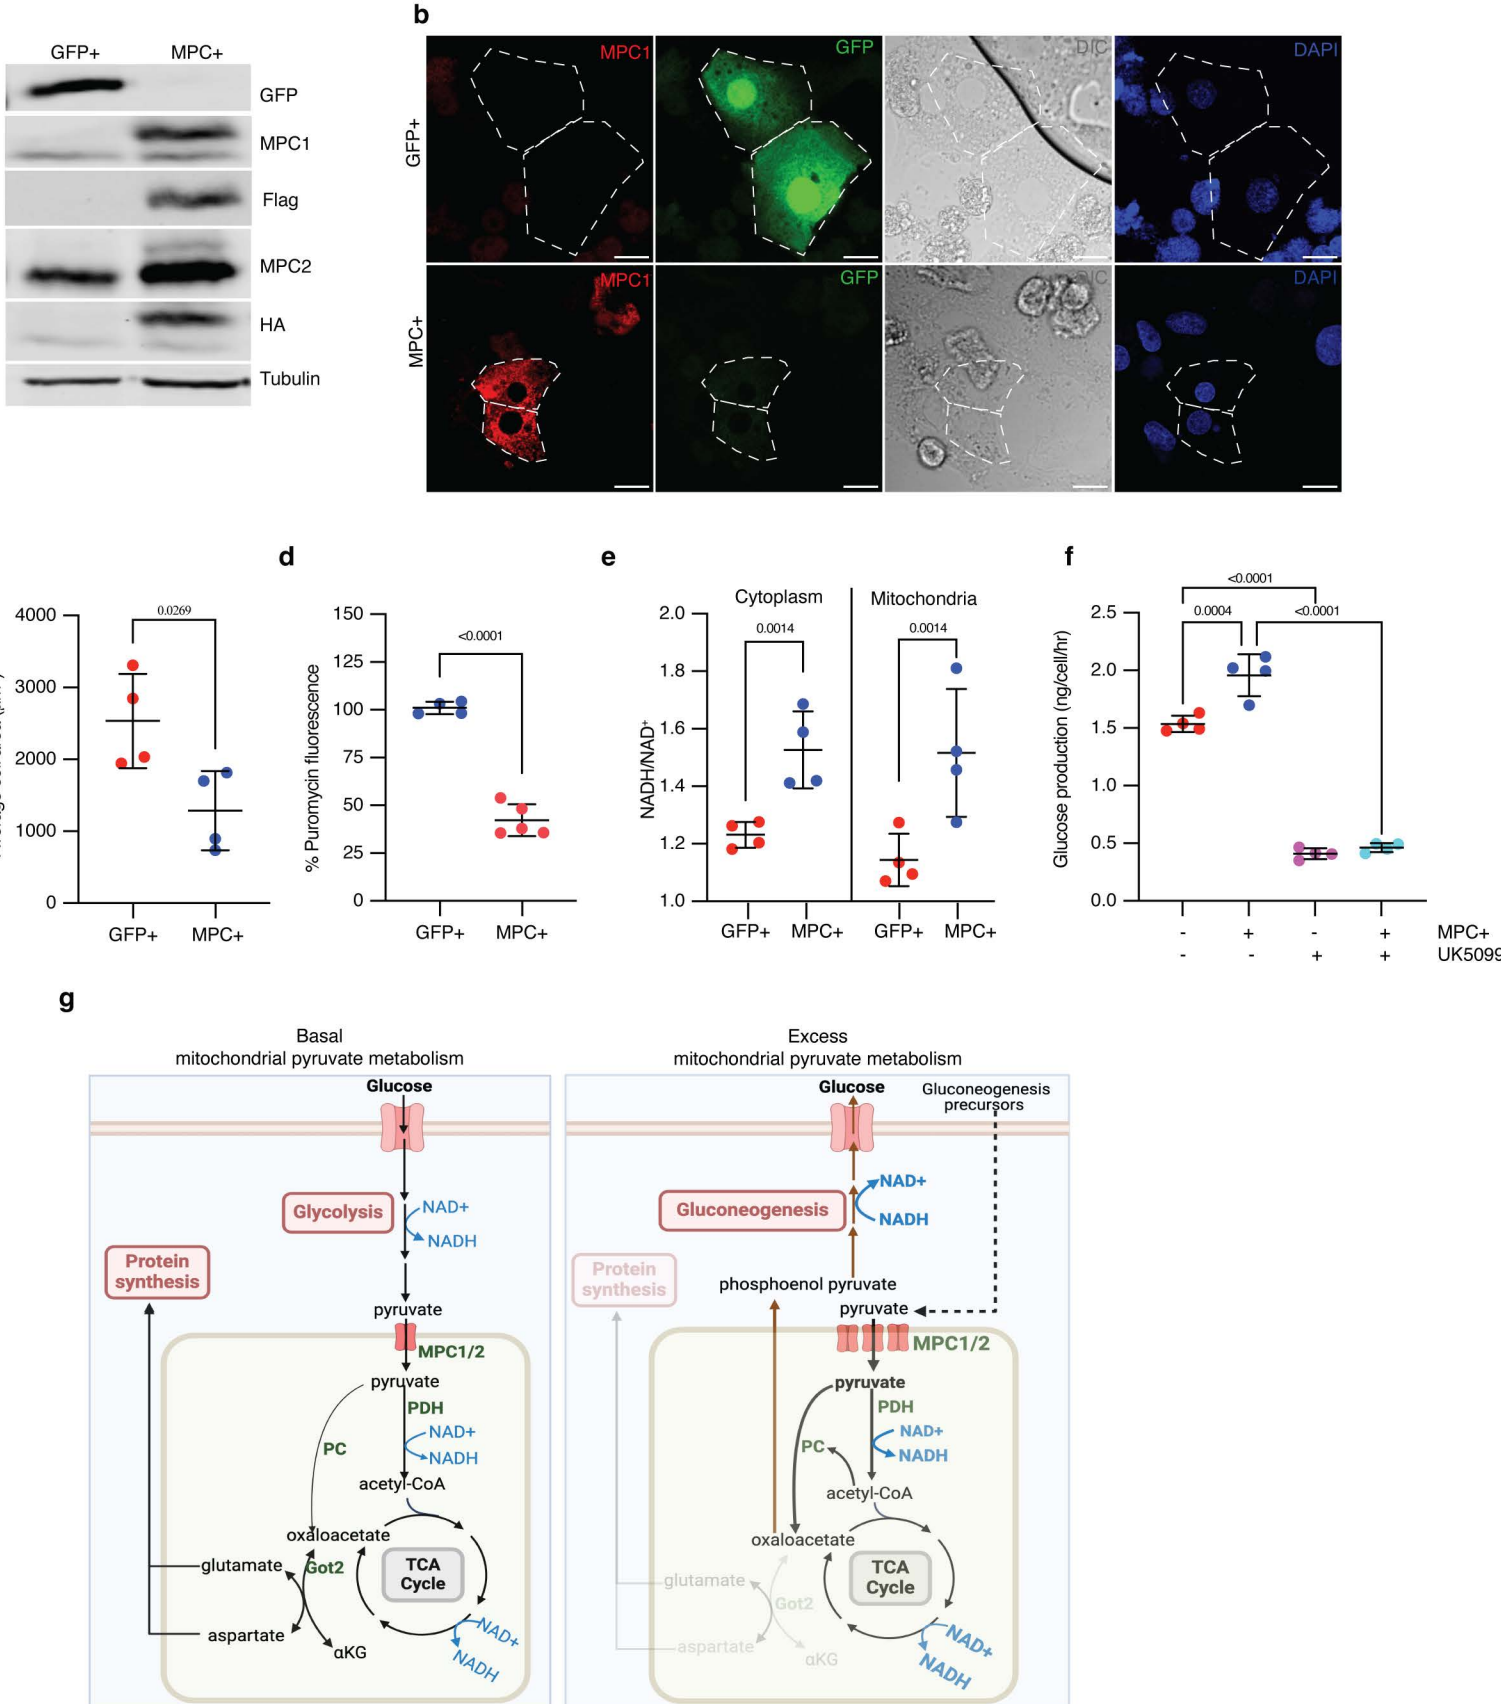 b
GFP+ MPC+
GFP
MPC1
Flag
MPC2
HA
Tubulin
GFP+
MPC1
GFP
DIC
DAPI
MPC+
MPC1
GFP
DIC
DAPI
4000
3000
2000
1000
0
0.0269
GFP+ MPC+
d
% Puromycin fluorescence
150
125
100
75
50
25
0
<0.0001
GFP+ MPC+
e
NADH/NAD+
2.0
1.8
1.6
1.4
1.2
1.0
Cytoplasm
Mitochondria
0.0014
0.0014
GFP+ MPC+ GFP+ MPC+
f
Glucose production (ng/cell/hr)
2.5
2.0
1.5
1.0
0.5
0.0
<0.0001
0.0004
<0.0001
- + - + MPC+
- - + + UK5099
g
Basal
mitochondrial pyruvate metabolism
Glucose
Glycolysis
NAD+
NADH
Protein
synthesis
pyruvate
MPC1/2
pyruvate
PDH
NAD+
NADH
PC
acetyl-CoA
oxaloacetate
glutamate
Got2
TCA
Cycle
aspartate
αKG
NAD+
NADH
Excess
mitochondrial pyruvate metabolism
Glucose
Gluconeogenesis
precursors
NAD+
Gluconeogenesis
NADH
Protein
synthesis
phosphoenol pyruvate
pyruvate
MPC1/2
pyruvate
PDH
NAD+
PC
NADH
acetyl-CoA
oxaloacetate
TCA
Cycle
glutamate
Got2
aspartate
αKG
NAD+
NADH